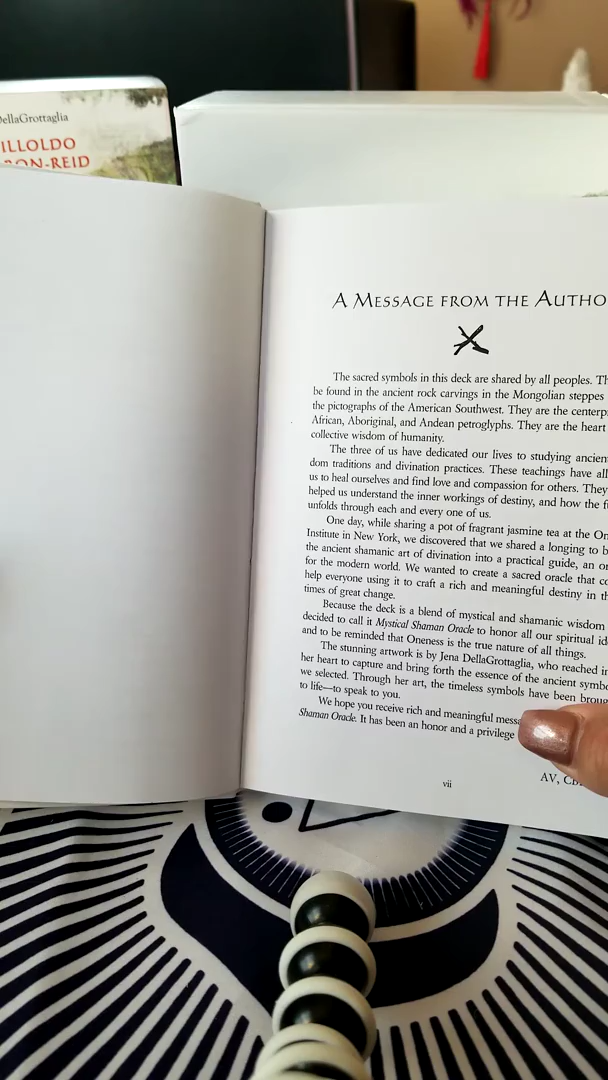 DellaGrottaglia
ILLOLDO
RON-REID
A MESSAGE FROM THE AUTHO
The sacred symbols in this deck are shared by all peoples. Th
be found in the ancient rock carvings in the Mongolian steppes
the pictographs of the American Southwest. They are the centerp
African, Aboriginal, and Andean petroglyphs. They are the heart
collective wisdom of humanity.
The three of us have dedicated our lives to studying ancien
dom traditions and divination practices. These teachings have all
us to heal ourselves and find love and compassion for others. They
helped us understand the inner workings of destiny, and how the fu
unfolds through each and every one of us.
One day, while sharing a pot of fragrant jasmine tea at the Om
Institute in New York, we discovered that we shared a longing to b
the ancient shamanic art of divination into a practical guide, an or
for the modern world. We wanted to create a sacred oracle that co
help everyone using it to craft a rich and meaningful destiny in th
times of great change.
Because the deck is a blend of mystical and shamanic wisdom
decided to call it Mystical Shaman Oracle to honor all our spiritual id
and to be reminded that Oneness is the true nature of all things.
The stunning artwork is by Jena DellaGrottaglia, who reached in
her heart to capture and bring forth the essence of the ancient symbo
we selected. Through her art, the timeless symbols have been broug
to life—to speak to you.
We hope you receive rich and meaningful messa
Shaman Oracle. It has been an honor and a privilege
AV, CB
vii